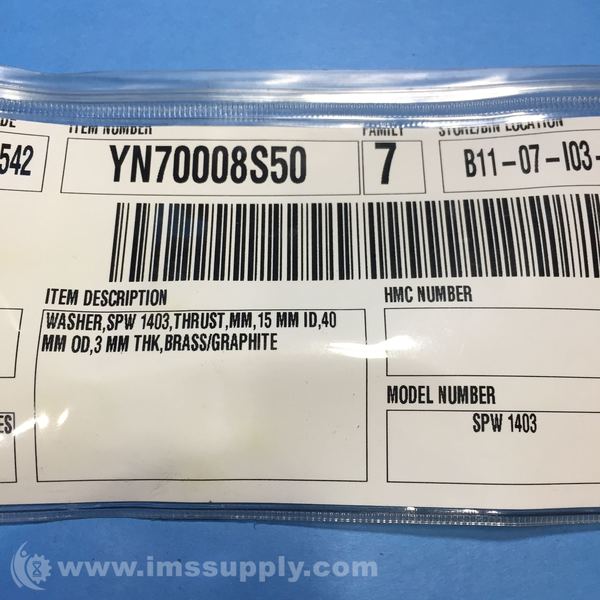 ITEM NUMBER FAMILY STORE/BIN LOCATION
542 YN70008S50 7 B11-07-I03-
ITEM DESCRIPTION HMC NUMBER
WASHER,SPW 1403,THRUST,MM,15 MM ID,40
MM OD,3 MM THK,BRASS/GRAPHITE
MODEL NUMBER
SPW 1403
ES
www.imssupply.com